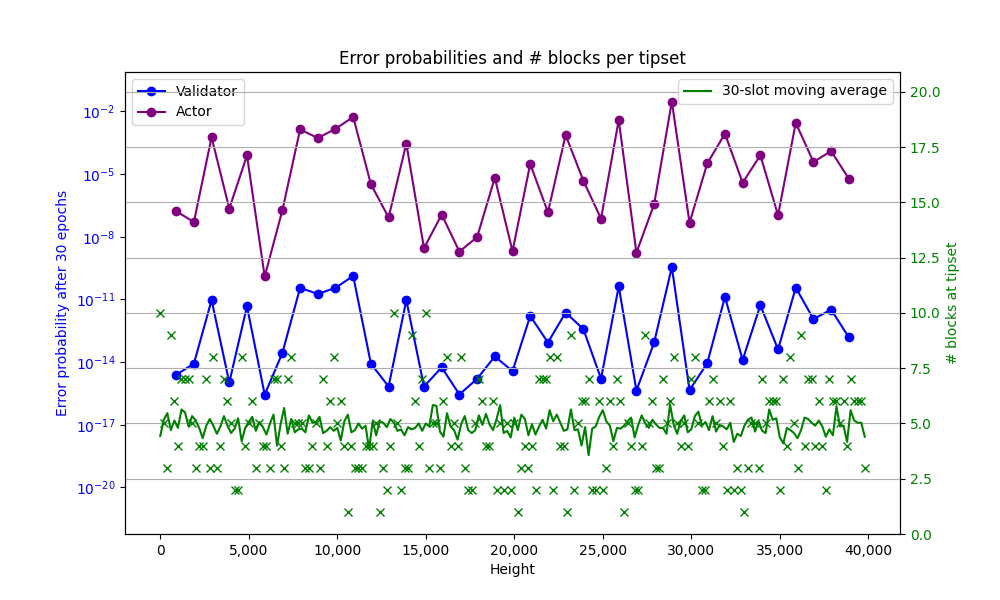 Error probabilities and # blocks per tipset
Validator
Actor
30-slot moving average
10⁻²
10⁻⁵
10⁻⁸
10⁻¹¹
10⁻¹⁴
10⁻¹⁷
10⁻²⁰
Error probability after 30 epochs
20.0
17.5
15.0
12.5
10.0
7.5
5.0
2.5
0.0
# blocks at tipset
0 5,000 10,000 15,000 20,000 25,000 30,000 35,000 40,000
Height